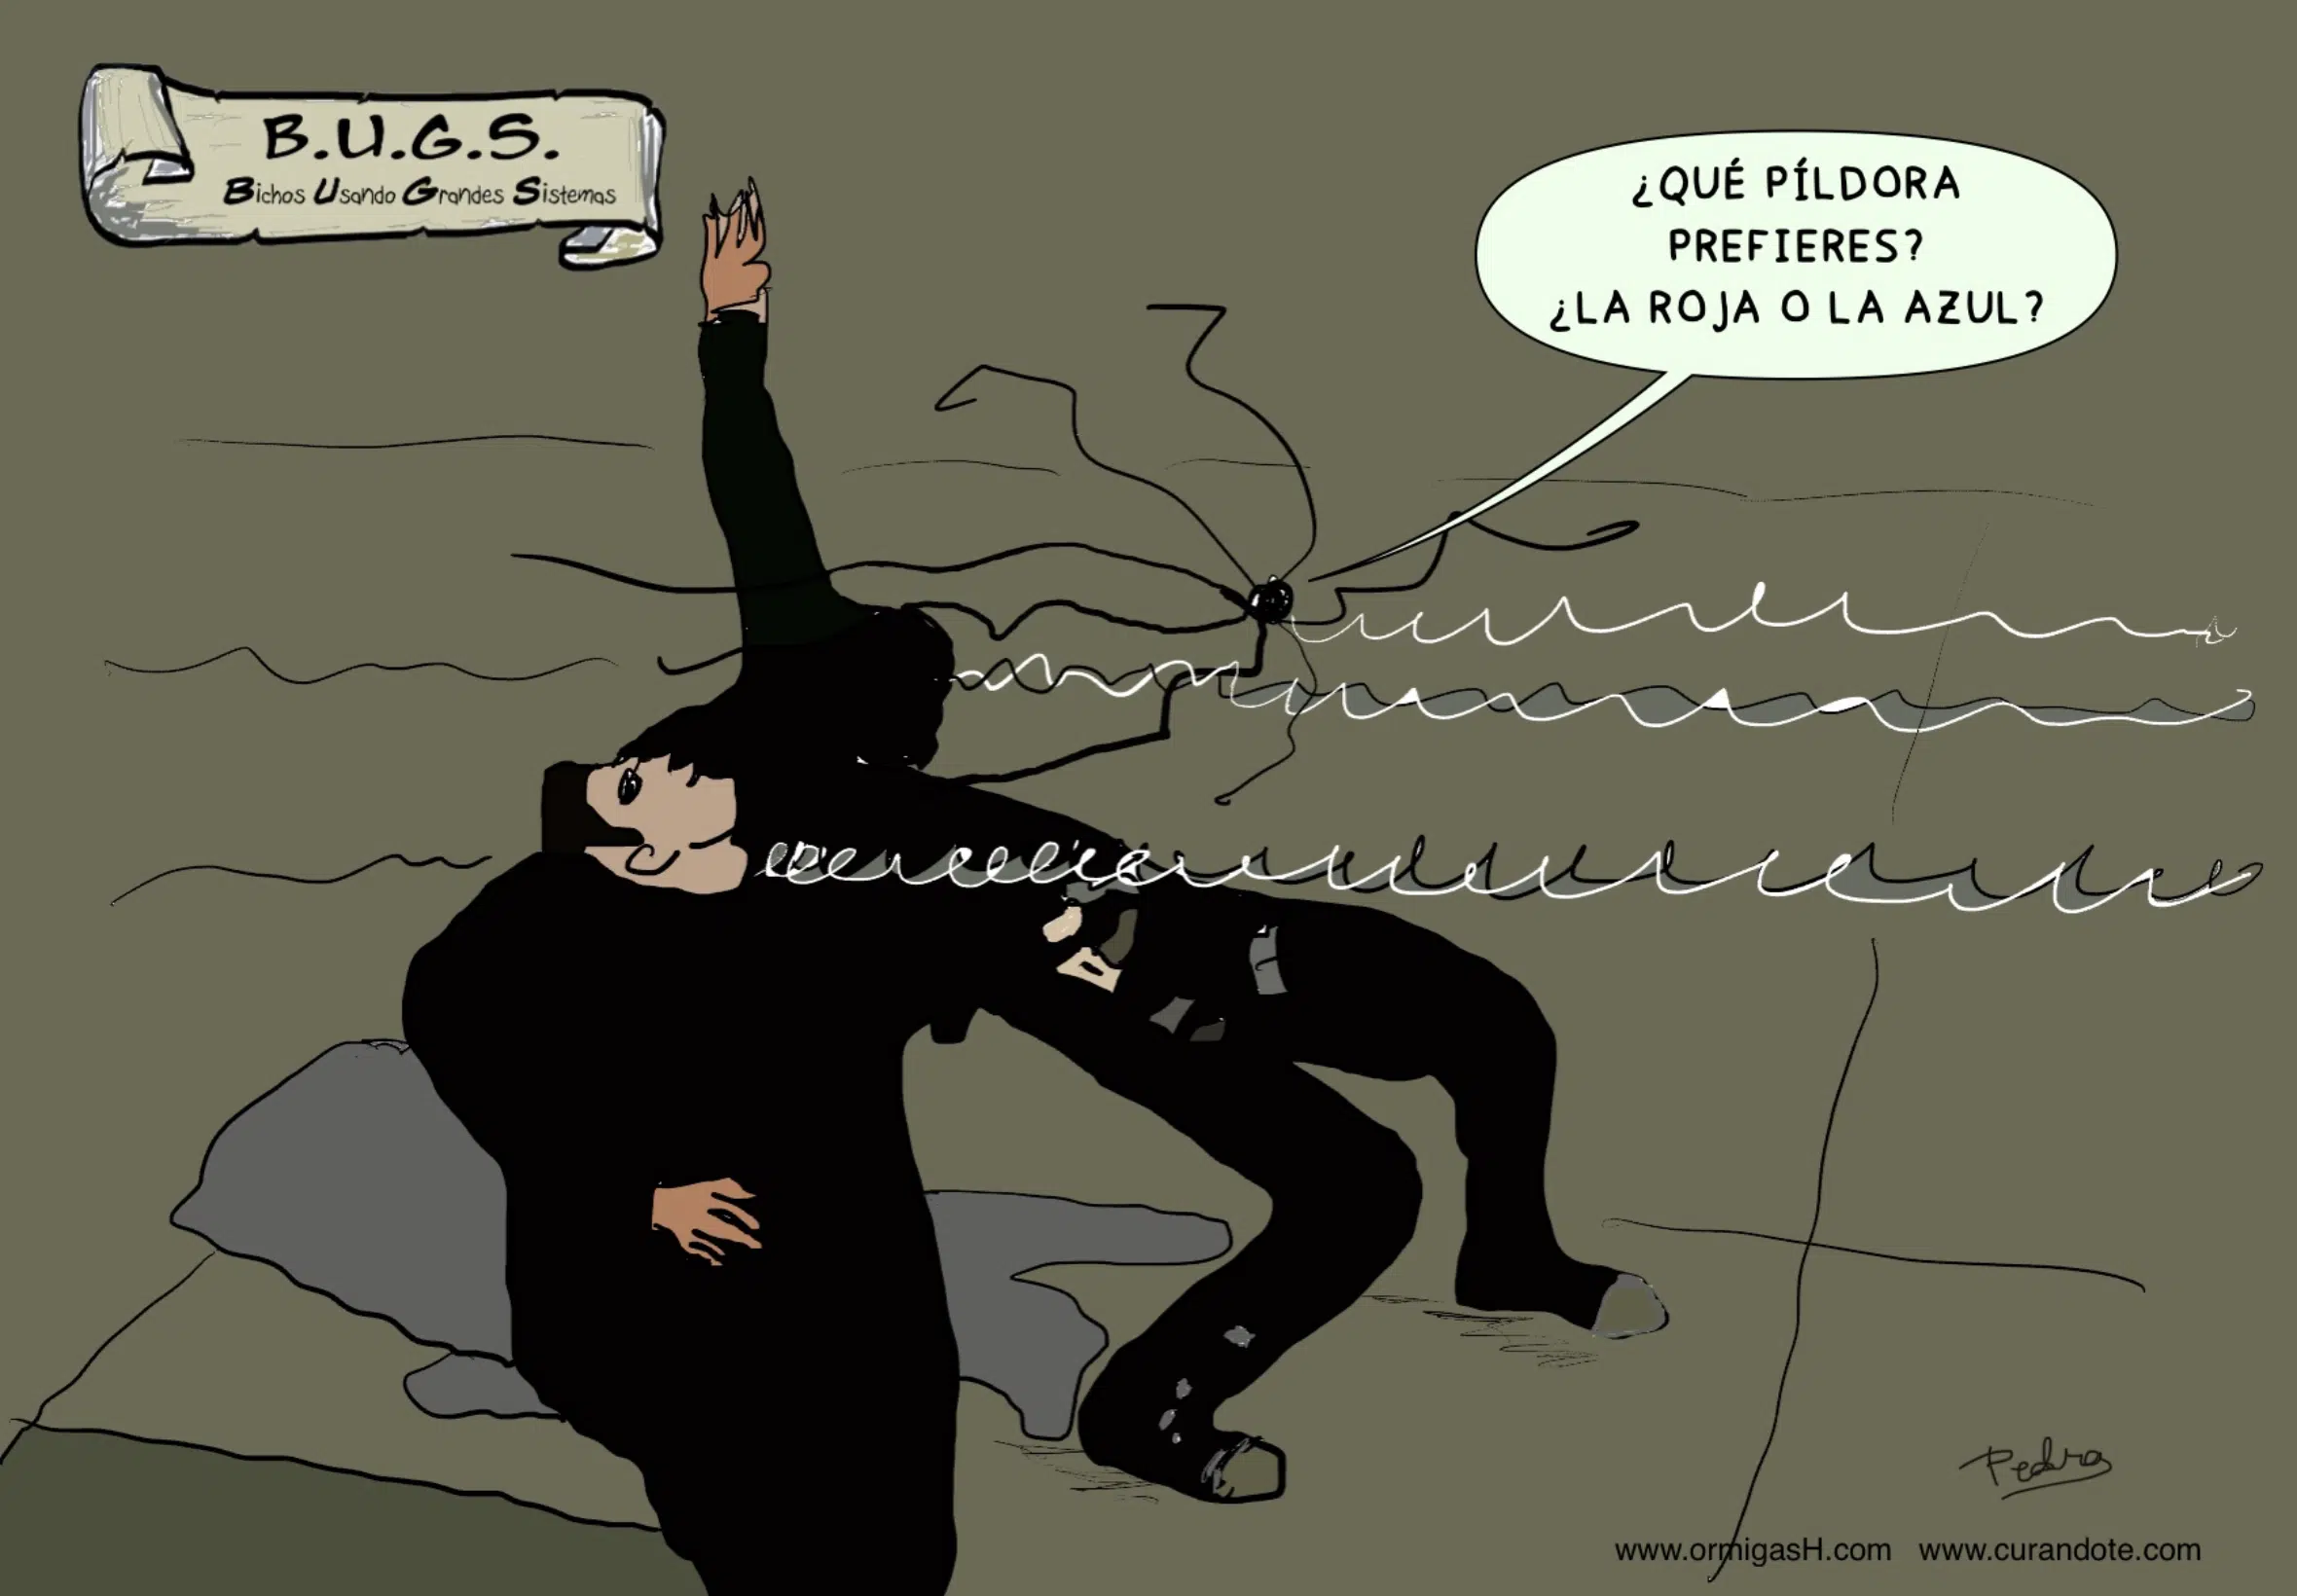 B.U.G.S.
Bichos Usando Grandes Sistemas
¿QUÉ PÍLDORA
PREFIERES?
¿LA ROJA O LA AZUL?
Pedro
www.ormigasH.com www.curandote.com